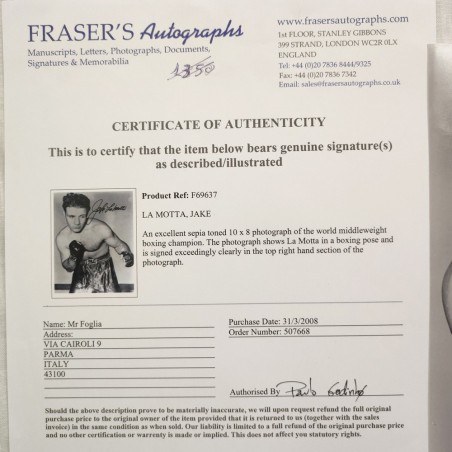 FRASER'S Autographs
Manuscripts, Letters, Photographs, Documents,
Signatures & Memorabilia
www.frasersautographs.com
1st FLOOR, STANLEY GIBBONS
399 STRAND, LONDON WC2R 0LX
ENGLAND
Tel: +44 (0)20 7836 8444/9325
Fax: +44 (0)20 7836 7342
Email: sales@frasersautographs.co.uk
CERTIFICATE OF AUTHENTICITY
This is to certify that the item below bears genuine signature(s)
as described/illustrated
Product Ref: F69637
LA MOTTA, JAKE
An excellent sepia toned 10 x 8 photograph of the world middleweight
boxing champion. The photograph shows La Motta in a boxing pose and
is signed exceedingly clearly in the top right hand section of the
photograph.
Name: Mr Foglia
Address:
VIA CAIROLI 9
PARMA
ITALY
43100
Purchase Date: 31/3/2008
Order Number: 507668
Authorised By
Should the above description prove to be materially inaccurate, we will upon request refund the full original
purchase price to the original owner of the item provided that it is returned to us (together with the sales
invoice) in the same condition as when sold. Our liability is limited to a full refund of the original purchase price
and no other certification or warranty is made or implied. This does not affect you statutory rights.